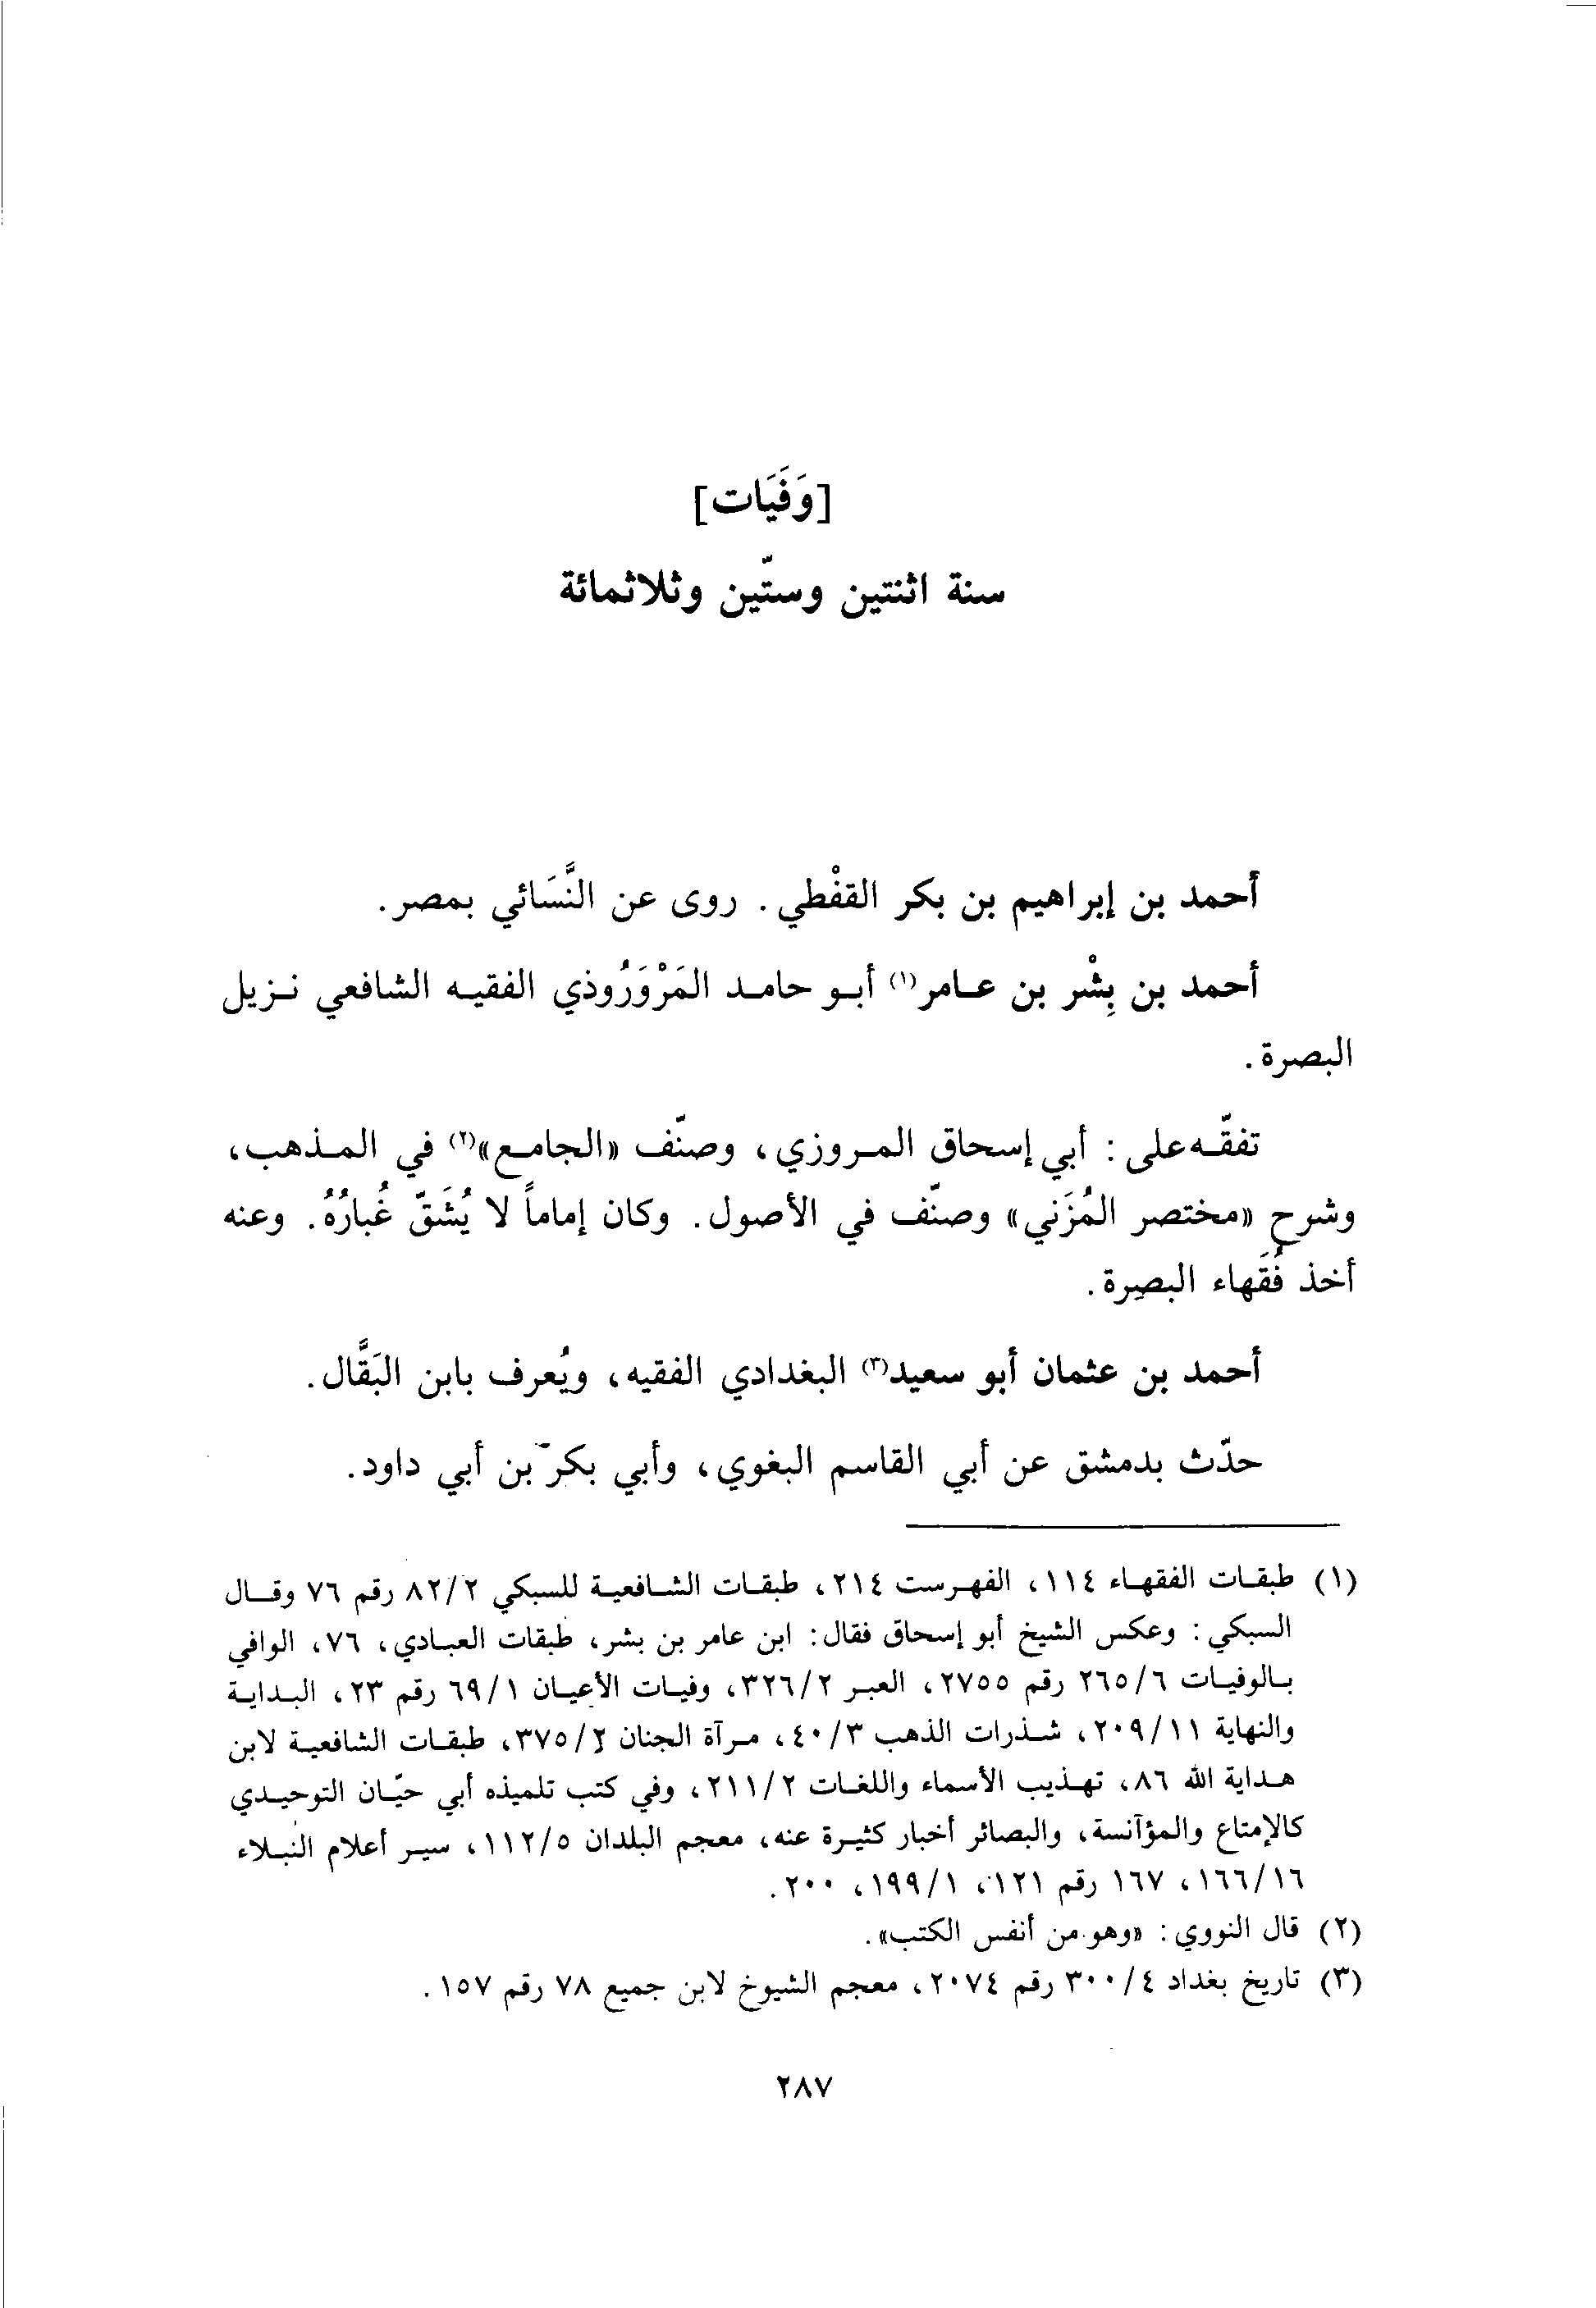 [وَفَيَات]
سنة اثنتين وستّين وثلاثمائة
أحمد بن إبراهيم بن بكر القفْطي. روى عن النَّسَائي بمصر.
أحمد بن بِشْر بن عامر(١) أبو حامد المَرْوَرُوذي الفقيه الشافعي نزيل
البصرة.
تفقّه على: أبي إسحاق المروزي، وصنّف «الجامع»(٢) في المذهب،
وشرح «مختصر المُزَني» وصنّف في الأصول. وكان إماماً لا يُشَقّ غُبارُهُ. وعنه
أخذ فُقَهاء البصرة.
أحمد بن عثمان أبو سعيد(٣) البغدادي الفقيه، ويُعرف بابن البَقَّال.
حدّث بدمشق عن أبي القاسم البغوي، وأبي بكر بن أبي داود.
(١) طبقات الفقهاء ١١٤، الفهرست ٢١٤، طبقات الشافعية للسبكي ٨٢/٢ رقم ٧٦ وقال
السبكي: وعكس الشيخ أبو إسحاق فقال: ابن عامر بن بشر، طبقات العبادي، ٧٦، الوافي
بالوفيات ٢٦٥/٦ رقم ٢٧٥٥، العبر ٣٢٦/٢، وفيات الأعيان ٦٩/١ رقم ٢٣، البداية
والنهاية ٢٠٩/١١، شذرات الذهب ٤٠/٣، مرآة الجنان ٣٧٥/٢، طبقات الشافعية لابن
هداية الله ٨٦، تهذيب الأسماء واللغات ٢١١/٢، وفي كتب تلميذه أبي حيّان التوحيدي
كالإمتاع والمؤآنسة، والبصائر أخبار كثيرة عنه، معجم البلدان ١١٢/٥، سير أعلام النبلاء
١٦٦/١٦، ١٦٧ رقم ١٢١، ١٩٩/١، ٢٠٠.
(٢) قال النووي: «وهو من أنفس الكتب».
(٣) تاريخ بغداد ٣٠٠/٤ رقم ٢٠٧٤، معجم الشيوخ لابن جميع ٧٨ رقم ١٥٧.
٢٨٧